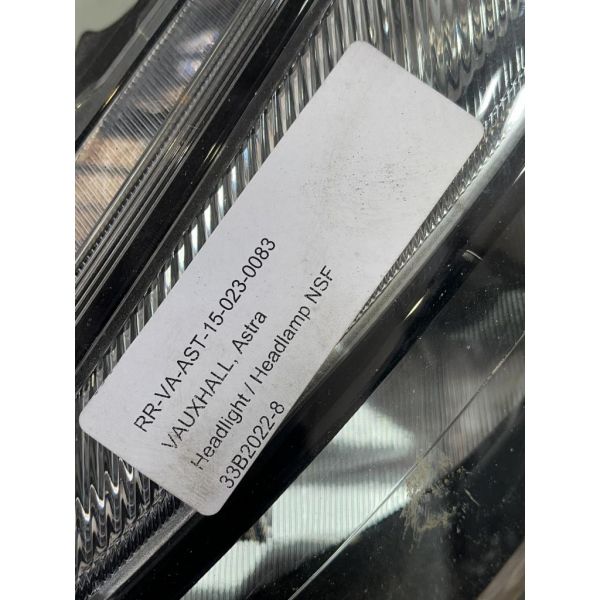 RR-VA-AST-15-023-0083
VAUXHALL, Astra
Headlight / Headlamp NSF
33B2022-8